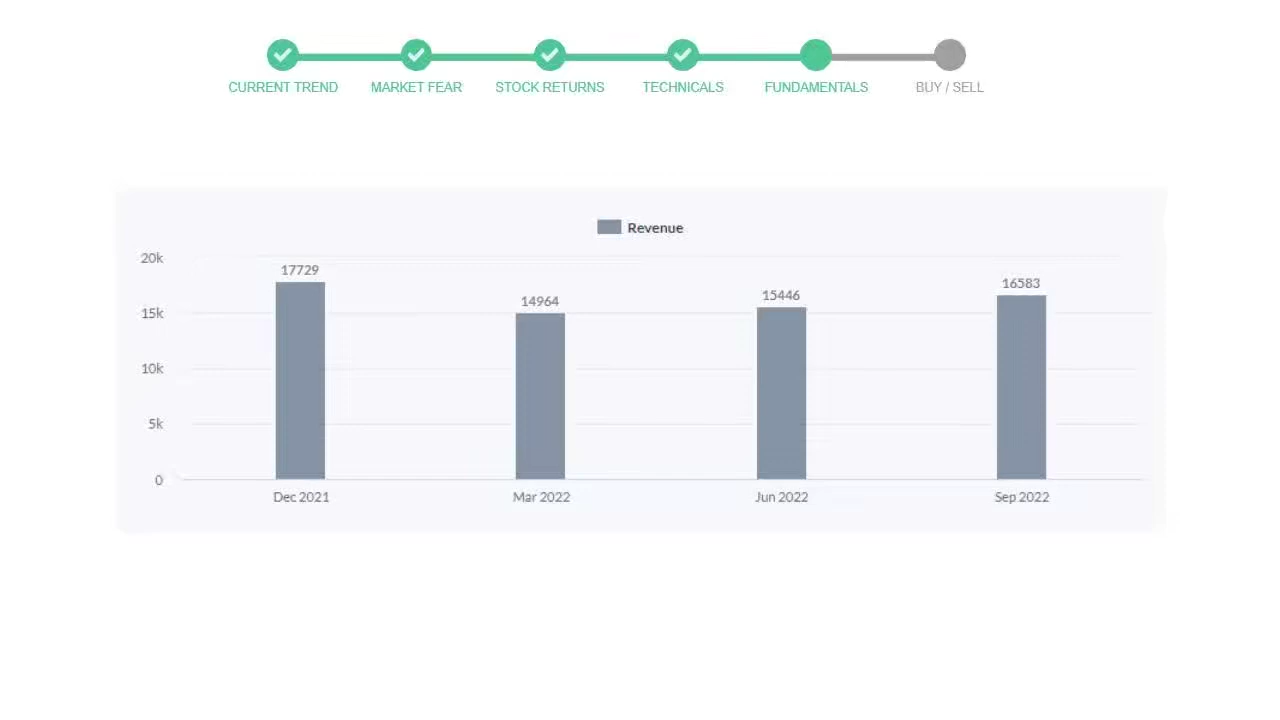 CURRENT TREND MARKET FEAR STOCK RETURNS TECHNICALS FUNDAMENTALS BUY / SELL
Revenue
20k
17729 14964 15446 16583
15k
10k
5k
0
Dec 2021 Mar 2022 Jun 2022 Sep 2022